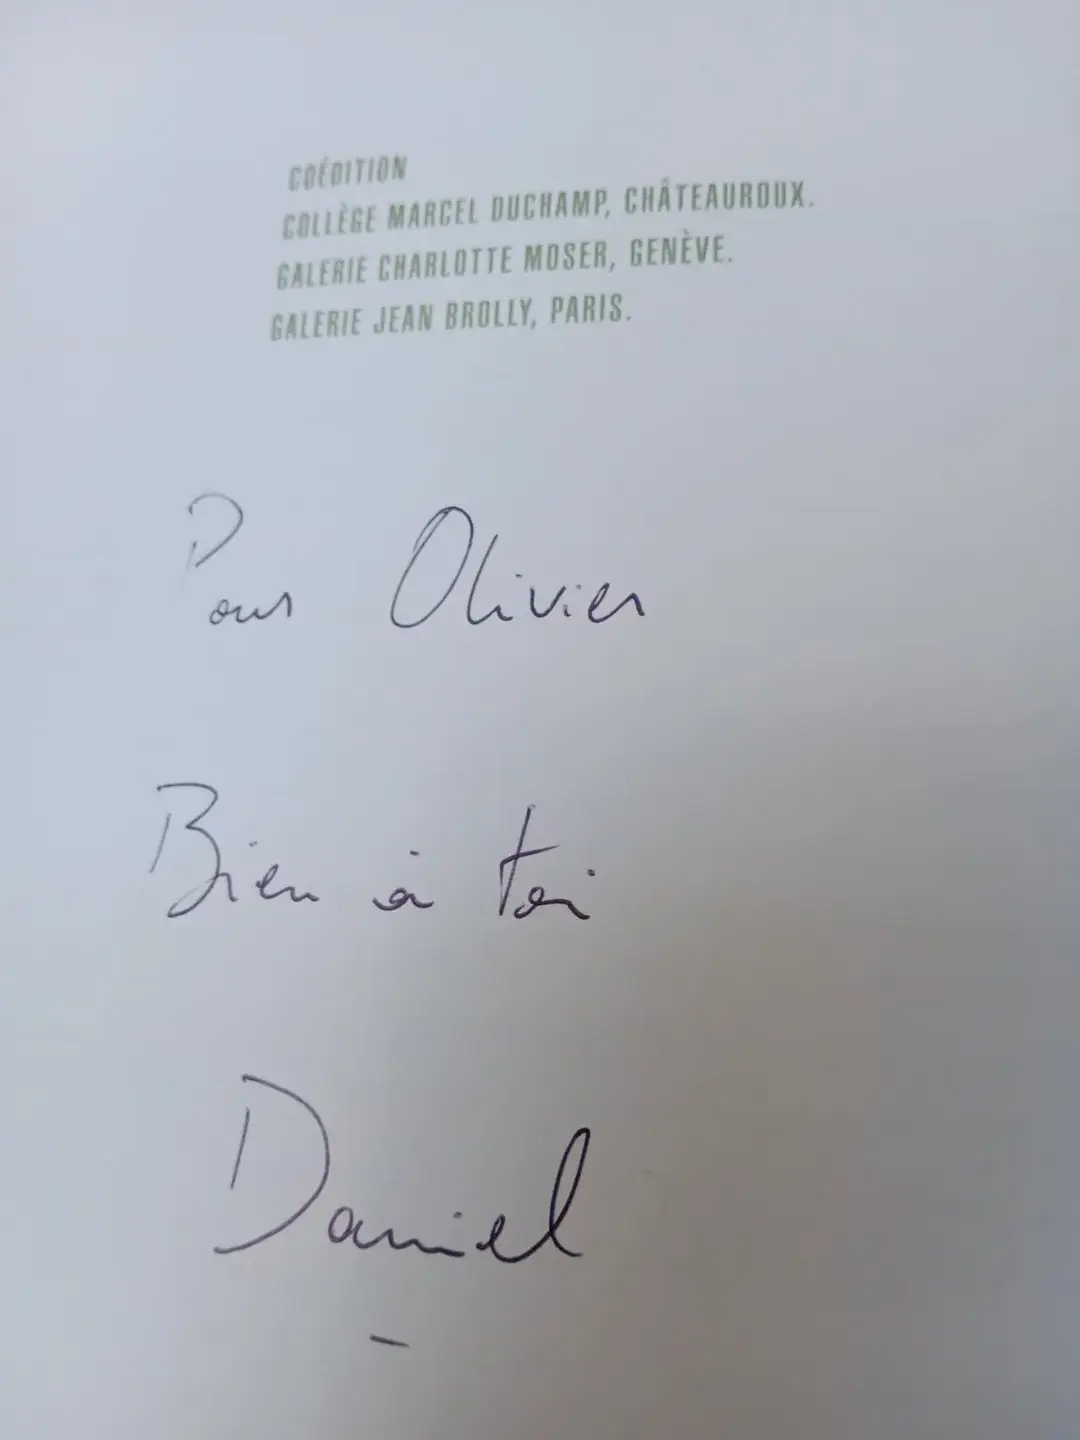 COÉDITION
COLLÈGE MARCEL DUCHAMP, CHÂTEAUROUX.
GALERIE CHARLOTTE MOSER, GENÈVE.
GALERIE JEAN BROLLY, PARIS.
Pour Olivier
Bien à toi
Daniel